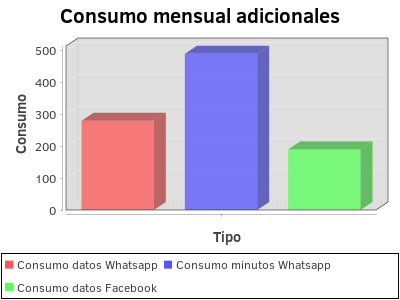 Consumo mensual adicionales
500
400
300
200
100
0
Consumo
Tipo
Consumo datos Whatsapp
Consumo minutos Whatsapp
Consumo datos Facebook